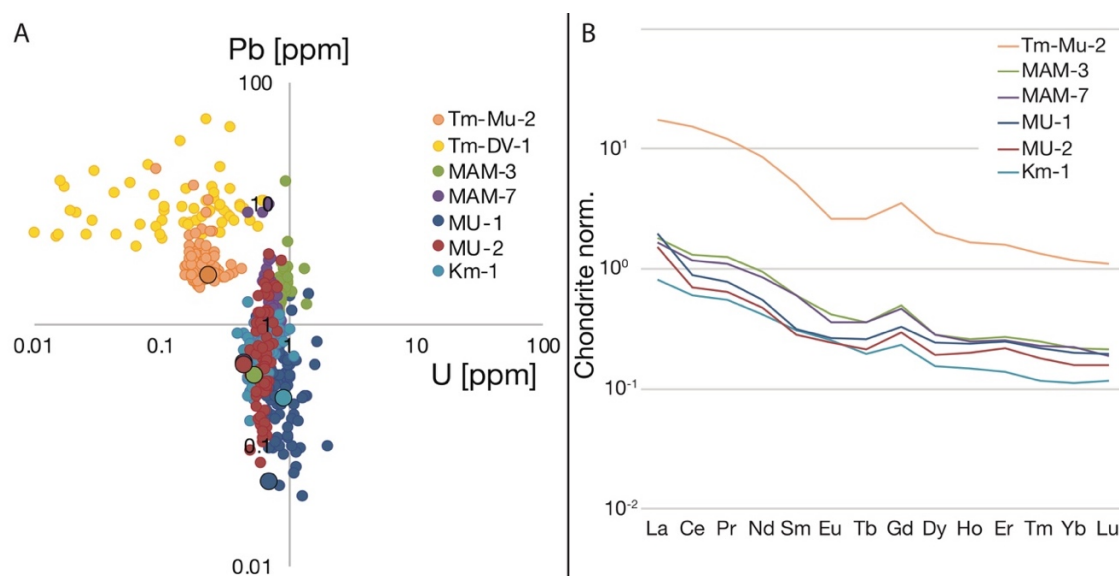 A
Pb [ppm]
100
Tm-Mu-2
Tm-DV-1
MAM-3
MAM-7
MU-1
MU-2
Km-1
10
1
0.01
0.1
10
100
U [ppm]
0.1
0.01
B
Tm-Mu-2
MAM-3
MAM-7
MU-1
MU-2
Km-1
Chondrite norm.
10¹
10⁰
10⁻¹
10⁻²
La Ce Pr Nd Sm Eu Tb Gd Dy Ho Er Tm Yb Lu